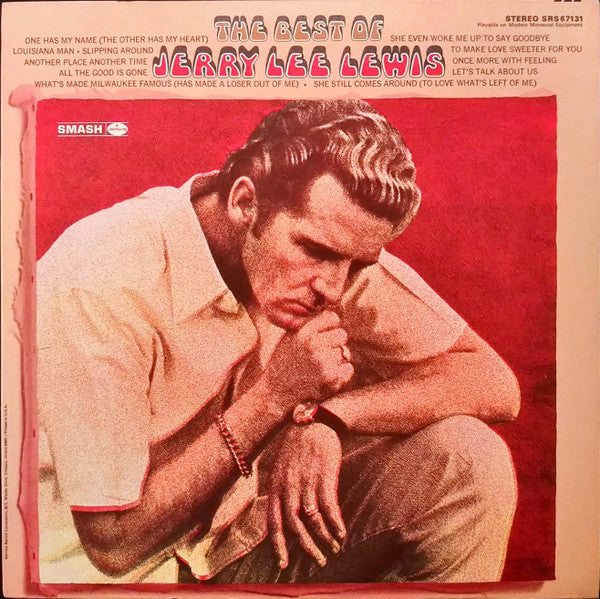 THE BEST OF
JERRY LEE LEWIS
STEREO SRS 67131
Playable on Modern Monaural Equipment
ONE HAS MY NAME (THE OTHER HAS MY HEART)
LOUISIANA MAN • SLIPPING AROUND
ANOTHER PLACE ANOTHER TIME
ALL THE GOOD IS GONE
SHE EVEN WOKE ME UP TO SAY GOODBYE
TO MAKE LOVE SWEETER FOR YOU
ONCE MORE WITH FEELING
LET'S TALK ABOUT US
WHAT'S MADE MILWAUKEE FAMOUS (HAS MADE A LOSER OUT OF ME) • SHE STILL COMES AROUND (TO LOVE WHAT'S LEFT OF ME)
SMASH